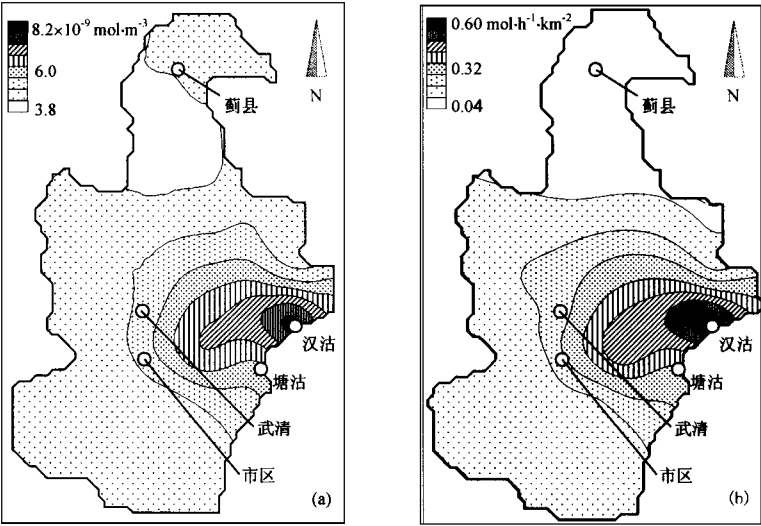 8.2×10⁻⁹ mol·m⁻³
6.0
3.8
N
蓟县
汉沽
塘沽
武清
市区
(a)
0.60 mol·h⁻¹·km⁻²
0.32
0.04
N
蓟县
汉沽
塘沽
武清
市区
(b)